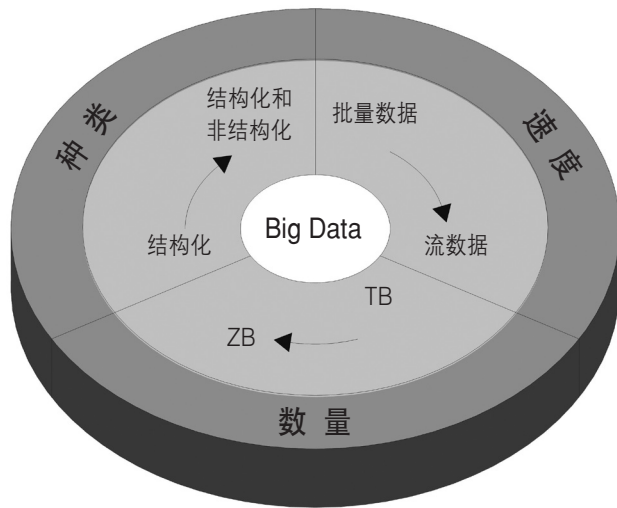 种类
结构化和
非结构化
结构化
速度
批量数据
流数据
Big Data
TB
ZB
数量